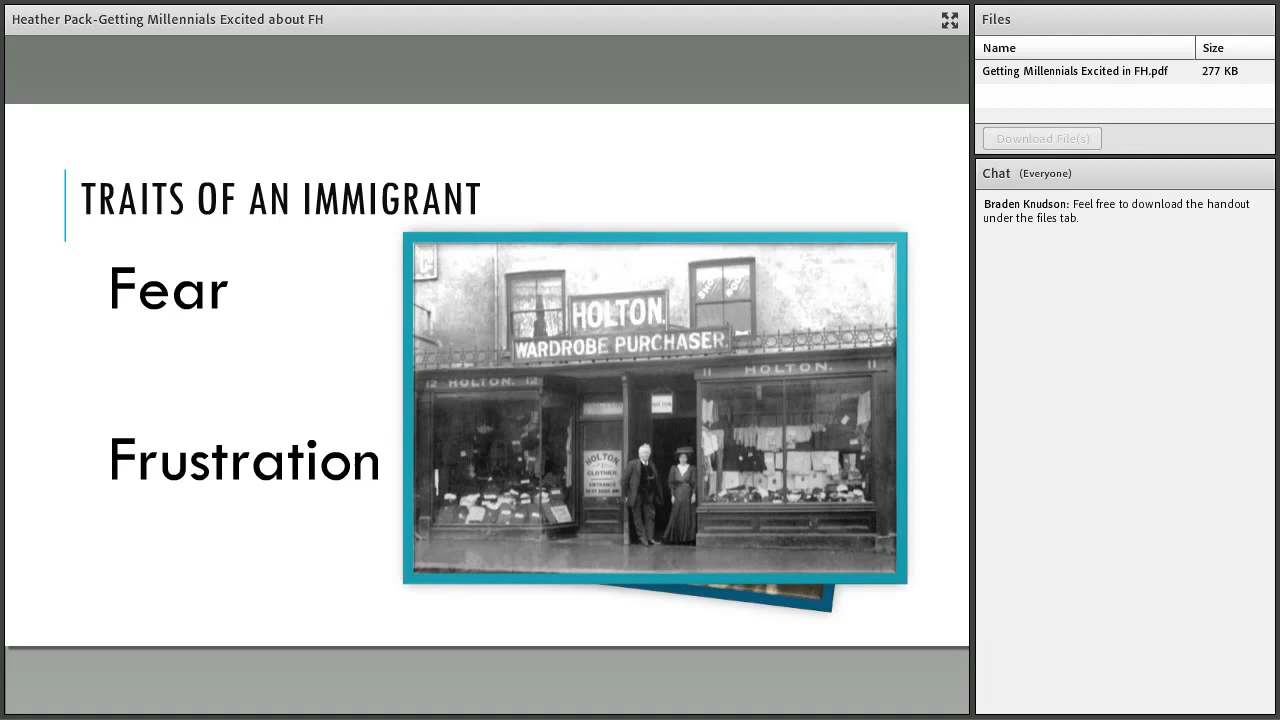 Heather Pack-Getting Millennials Excited about FH
TRAITS OF AN IMMIGRANT
Fear
Frustration
HOLTON.
WARDROBE PURCHASER.
12 HOLTON. 12
11 HOLTON. 11
HOLTON
CLOTHIER
ENTRANCE
Files
Name Size
Getting Millennials Excited in FH.pdf 277 KB
Download File(s)
Chat (Everyone)
Braden Knudson: Feel free to download the handout
under the files tab.